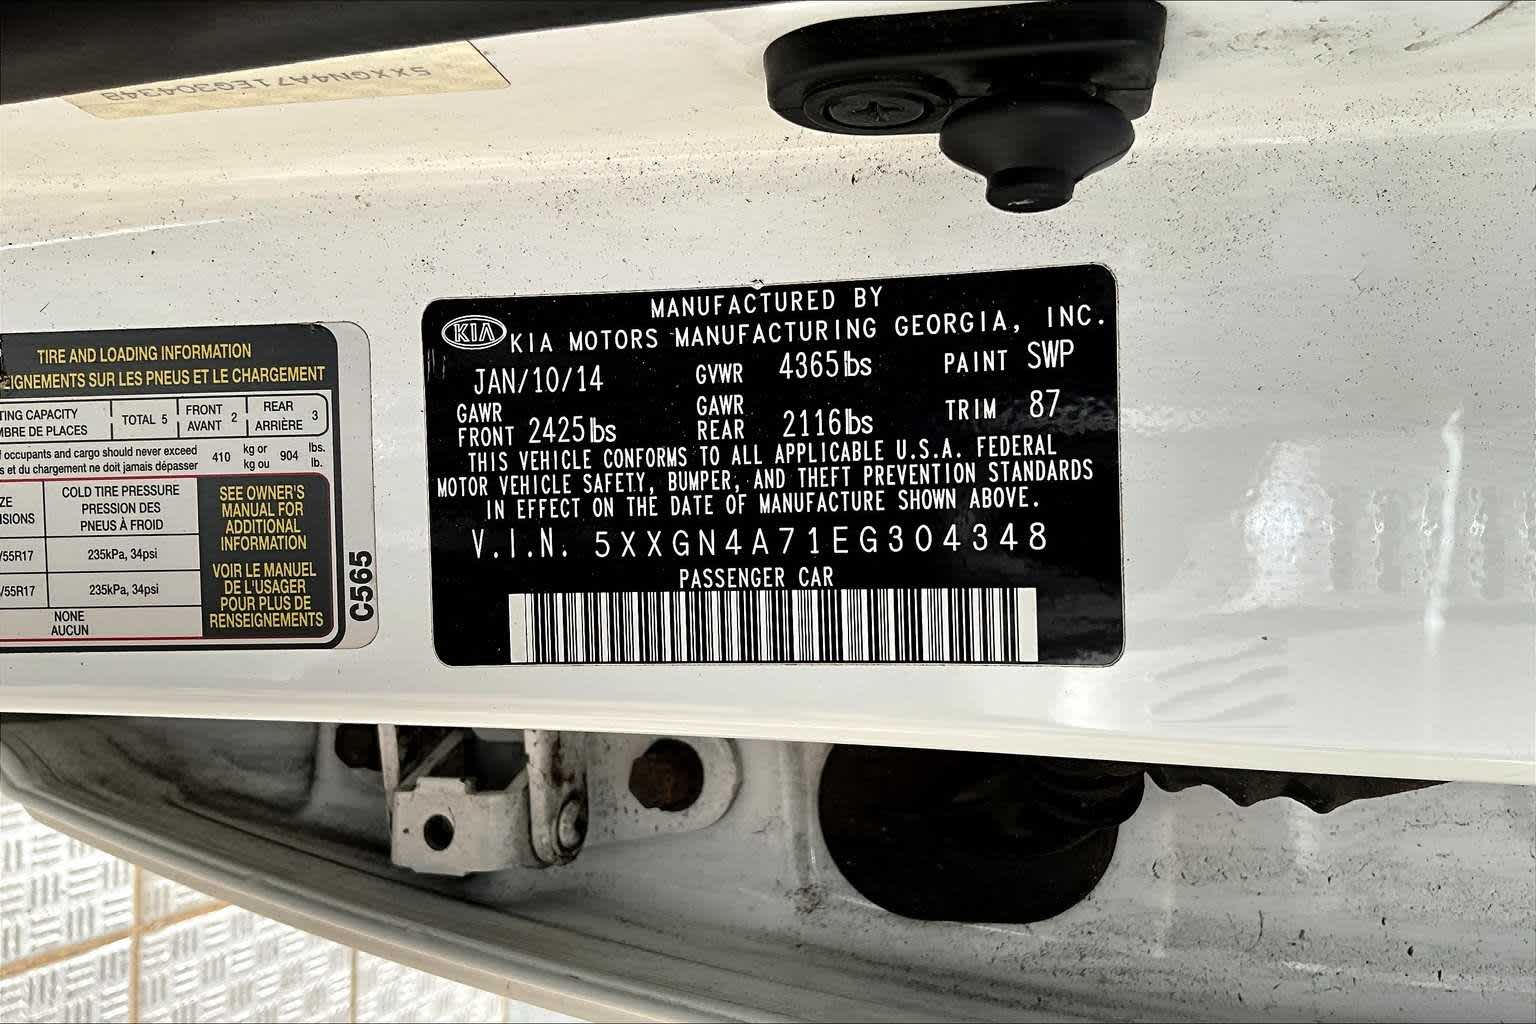 5XXGN4A71EG304348
TIRE AND LOADING INFORMATION
EIGNEMENTS SUR LES PNEUS ET LE CHARGEMENT
TING CAPACITY
MBRE DE PLACES
TOTAL 5
FRONT
AVANT 2
REAR
ARRIÈRE 3
f occupants and cargo should never exceed
s et du chargement ne doit jamais dépasser
410
kg or
kg ou
904
lbs.
lb.
ZE
NSIONS
COLD TIRE PRESSURE
PRESSION DES
PNEUS À FROID
/55R17
235kPa, 34psi
/55R17
235kPa, 34psi
NONE
AUCUN
SEE OWNER'S
MANUAL FOR
ADDITIONAL
INFORMATION
VOIR LE MANUEL
DE L'USAGER
POUR PLUS DE
RENSEIGNEMENTS
C565
MANUFACTURED BY
KIA
KIA MOTORS MANUFACTURING GEORGIA, INC.
JAN/10/14
GVWR 4365lbs
PAINT SWP
GAWR
FRONT 2425lbs
GAWR
REAR 2116lbs
TRIM 87
THIS VEHICLE CONFORMS TO ALL APPLICABLE U.S.A. FEDERAL
MOTOR VEHICLE SAFETY, BUMPER, AND THEFT PREVENTION STANDARDS
IN EFFECT ON THE DATE OF MANUFACTURE SHOWN ABOVE.
V.I.N. 5XXGN4A71EG304348
PASSENGER CAR